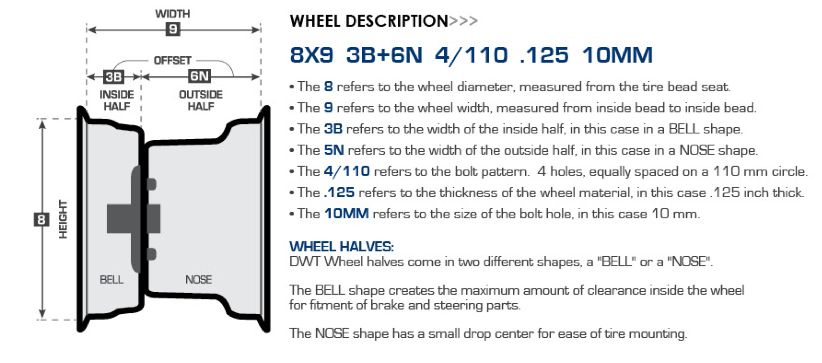 WIDTH
9
OFFSET
3B
6N
INSIDE
HALF
OUTSIDE
HALF
8
HEIGHT
BELL
NOSE
WHEEL DESCRIPTION>>>
8X9 3B+6N 4/110 .125 10MM
• The 8 refers to the wheel diameter, measured from the tire bead seat.
• The 9 refers to the wheel width, measured from inside bead to inside bead.
• The 3B refers to the width of the inside half, in this case in a BELL shape.
• The 5N refers to the width of the outside half, in this case in a NOSE shape.
• The 4/110 refers to the bolt pattern. 4 holes, equally spaced on a 110 mm circle.
• The .125 refers to the thickness of the wheel material, in this case .125 inch thick.
• The 10MM refers to the size of the bolt hole, in this case 10 mm.
WHEEL HALVES:
DWT Wheel halves come in two different shapes, a "BELL" or a "NOSE".
The BELL shape creates the maximum amount of clearance inside the wheel
for fitment of brake and steering parts.
The NOSE shape has a small drop center for ease of tire mounting.